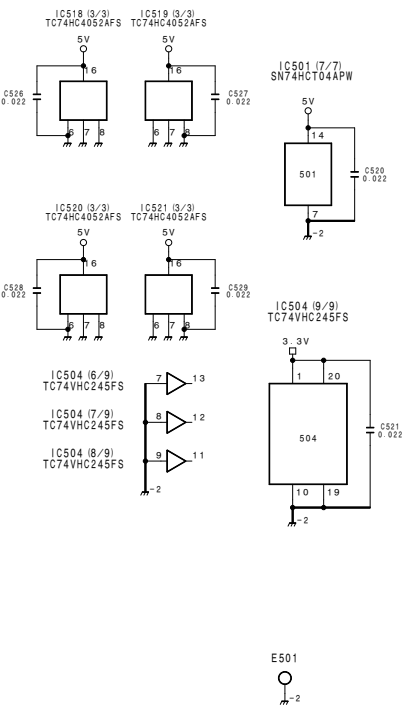 IC518 (3/3) IC519 (3/3)
TC74HC4052AFS TC74HC4052AFS
5V 5V
16 16
C526
0.022
C527
0.022
6 7 8 6 7 8
IC501 (7/7)
SN74HCT04APW
5V
14
501
C520
0.022
7
-2
IC520 (3/3) IC521 (3/3)
TC74HC4052AFS TC74HC4052AFS
5V 5V
16 16
C528
0.022
C529
0.022
6 7 8 6 7 8
IC504 (9/9)
TC74VHC245FS
3.3V
1 20
504
C521
0.022
10 19
-2
IC504 (6/9)
TC74VHC245FS
7 13
IC504 (7/9)
TC74VHC245FS
8 12
IC504 (8/9)
TC74VHC245FS
9 11
-2
E501
-2